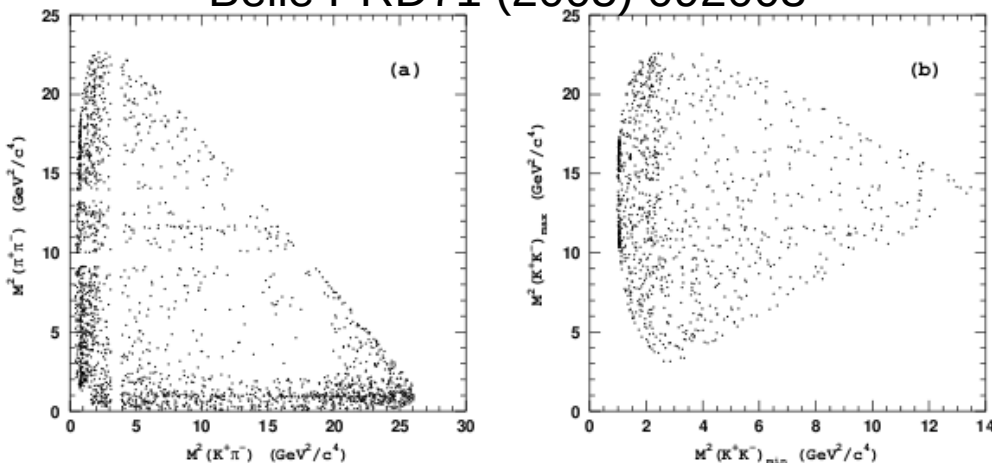 Belle PRD71 (2005) 092003
(a)
25
20
15
10
5
0
M²(π⁺π⁻) (GeV²/c⁴)
0 5 10 15 20 25 30
M²(K⁺π⁻) (GeV²/c⁴)
(b)
25
20
15
10
5
0
M²(K⁺K⁻)max (GeV²/c⁴)
0 2 4 6 8 10 12 14
M²(K⁺K⁻)min (GeV²/c⁴)